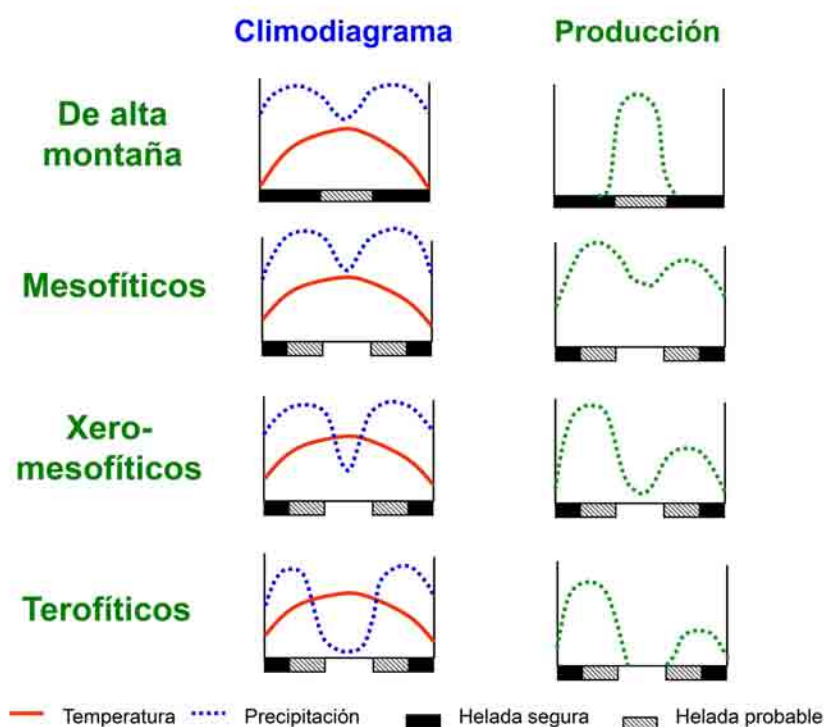 Climodiagrama
Producción
De alta
montaña
Mesofíticos
Xero-
mesofíticos
Terofíticos
Temperatura
Precipitación
Helada segura
Helada probable